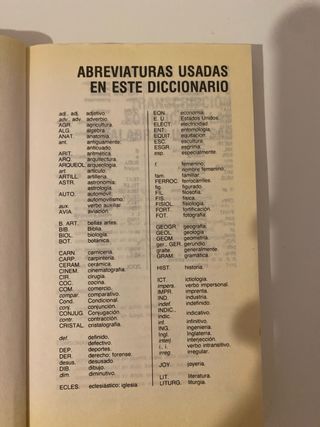 ABREVIATURAS USADAS
EN ESTE DICCIONARIO
adj., adj. adjetivo.
adv., adv. adverbio.
AGR. agricultura.
ALG. álgebra
ANAT. anatomía.
ant. antiguamente;
anticuado.
ARIT. aritmética
ARQ. arquitectura.
ARQUEOL. arqueología
art. artículo.
ARTILL. artillería.
ASTR. astronomía;
astrología.
AUTO. automóvil;
automovilismo.
aux. verbo auxiliar
AVIA. aviación
B. ART. bellas artes.
BIB. Biblia.
BIOL. biología.
BOT. botánica.
CARN. carnicería.
CARP. carpintería.
CERAM. cerámica.
CINEM. cinematografía.
CIR. cirugía.
COC. cocina.
COM. comercio.
compar. comparativo.
Cond. Condicional.
conj. conjunción.
CONJUG. Conjugación.
contr. contracción.
CRISTAL. cristalografía.
def. definido.
defectivo.
DEP. deportes.
DER. derecho; forense.
desus. desusado
DIB. dibujo.
dim. diminutivo.
ECLES. eclesiástico; iglesia.
ECON. economía.
E. U. Estados Unidos.
ELECT. electricidad
ENT. entomología.
EQUIT. equitación
ESC. escultura.
ESGR. esgrima.
esp. especialmente.
f. femenino;
nombre femenino.
fam. familiar.
FERROC. ferrocarriles.
fig. figurado.
FIL. filosofía.
FIS. física.
FISIOL. fisiología.
FORT. fortificación.
FOT. fotografía
GEOGR. geografía.
GEOL. geología
GEOM. geometría.
ger., GER. gerundio
gralte. generalmente.
GRAM. gramática.
HIST. historia.
ICT. ictiología.
impers. verbo impersonal.
IMPR. imprenta.
IND. industria.
indef. indefinido.
INDIC.,
indic. indicativo.
inf. infinitivo.
ING. ingeniería.
Ingl. Inglaterra.
interj. interjección.
i., i. verbo intransitivo.
irreg. irregular.
JOY. joyería.
LIT. literatura.
LITURG. liturgia.